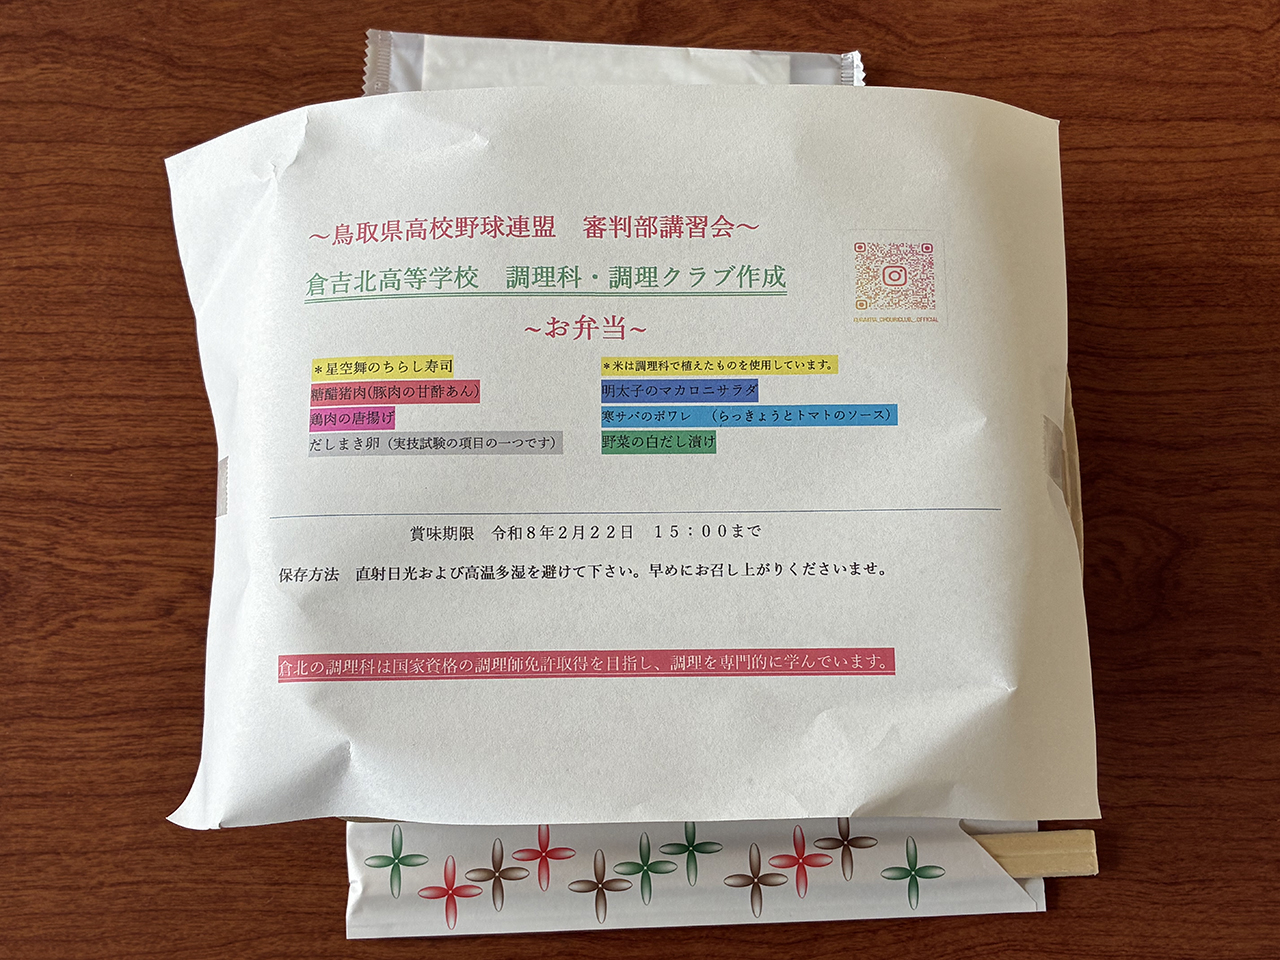 ～鳥取県高校野球連盟　審判部講習会～
倉吉北高等学校　調理科・調理クラブ作成
~お弁当~
＊星空舞のちらし寿司
糖醋猪肉(豚肉の甘酢あん)
鶏肉の唐揚げ
だしまき卵（実技試験の項目の一つです）
＊米は調理科で植えたものを使用しています。
明太子のマカロニサラダ
寒サバのポワレ　（らっきょうとトマトのソース）
野菜の白だし漬け
賞味期限　令和８年２月２２日　１５：００まで
保存方法　直射日光および高温多湿を避けて下さい。早めにお召し上がりくださいませ。
倉北の調理科は国家資格の調理師免許取得を目指し、調理を専門的に学んでいます。